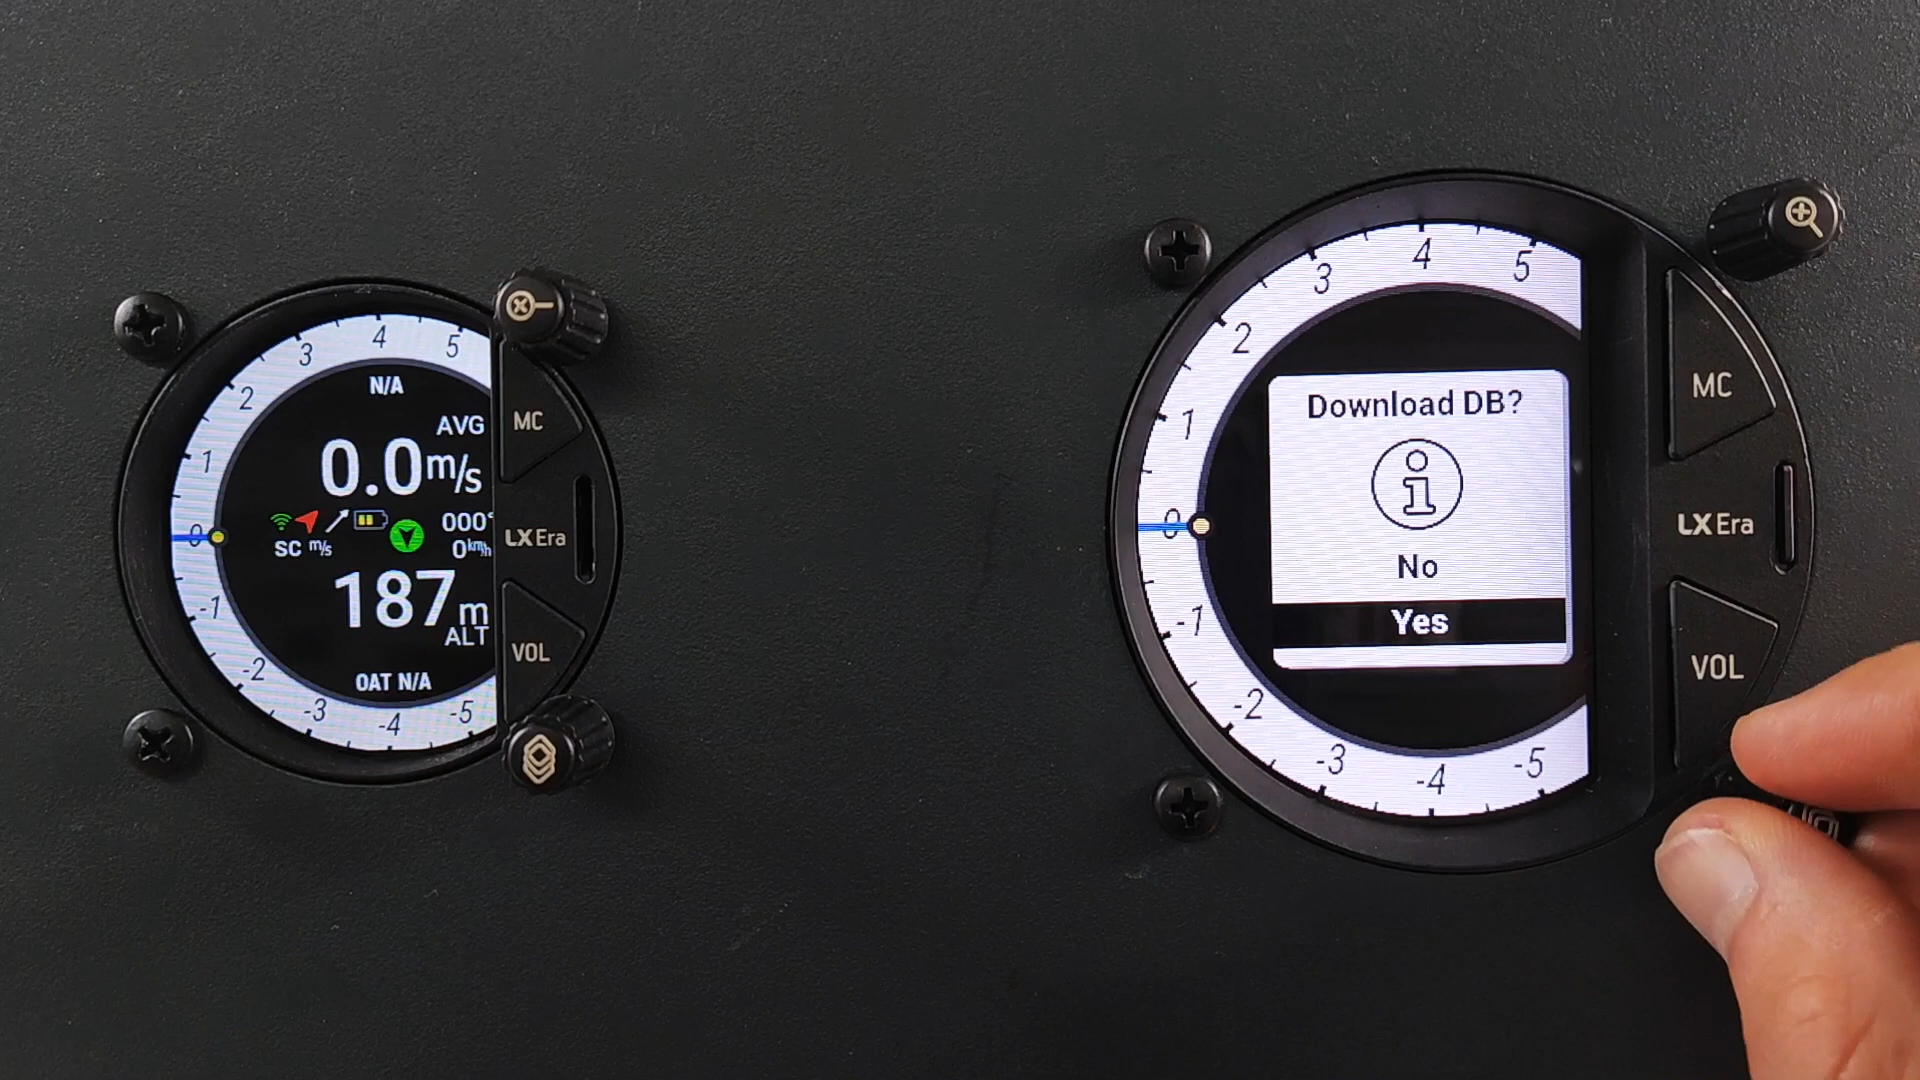 4
3
5
2
1
0
-1
-2
-3
-4
-5
N/A
AVG
0.0m/s
SC m/s
000°
0km/h
187m
ALT
OAT N/A
MC
LX Era
VOL
4
3
5
2
1
0
-1
-2
-3
-4
-5
Download DB?
i
No
Yes
MC
LX Era
VOL